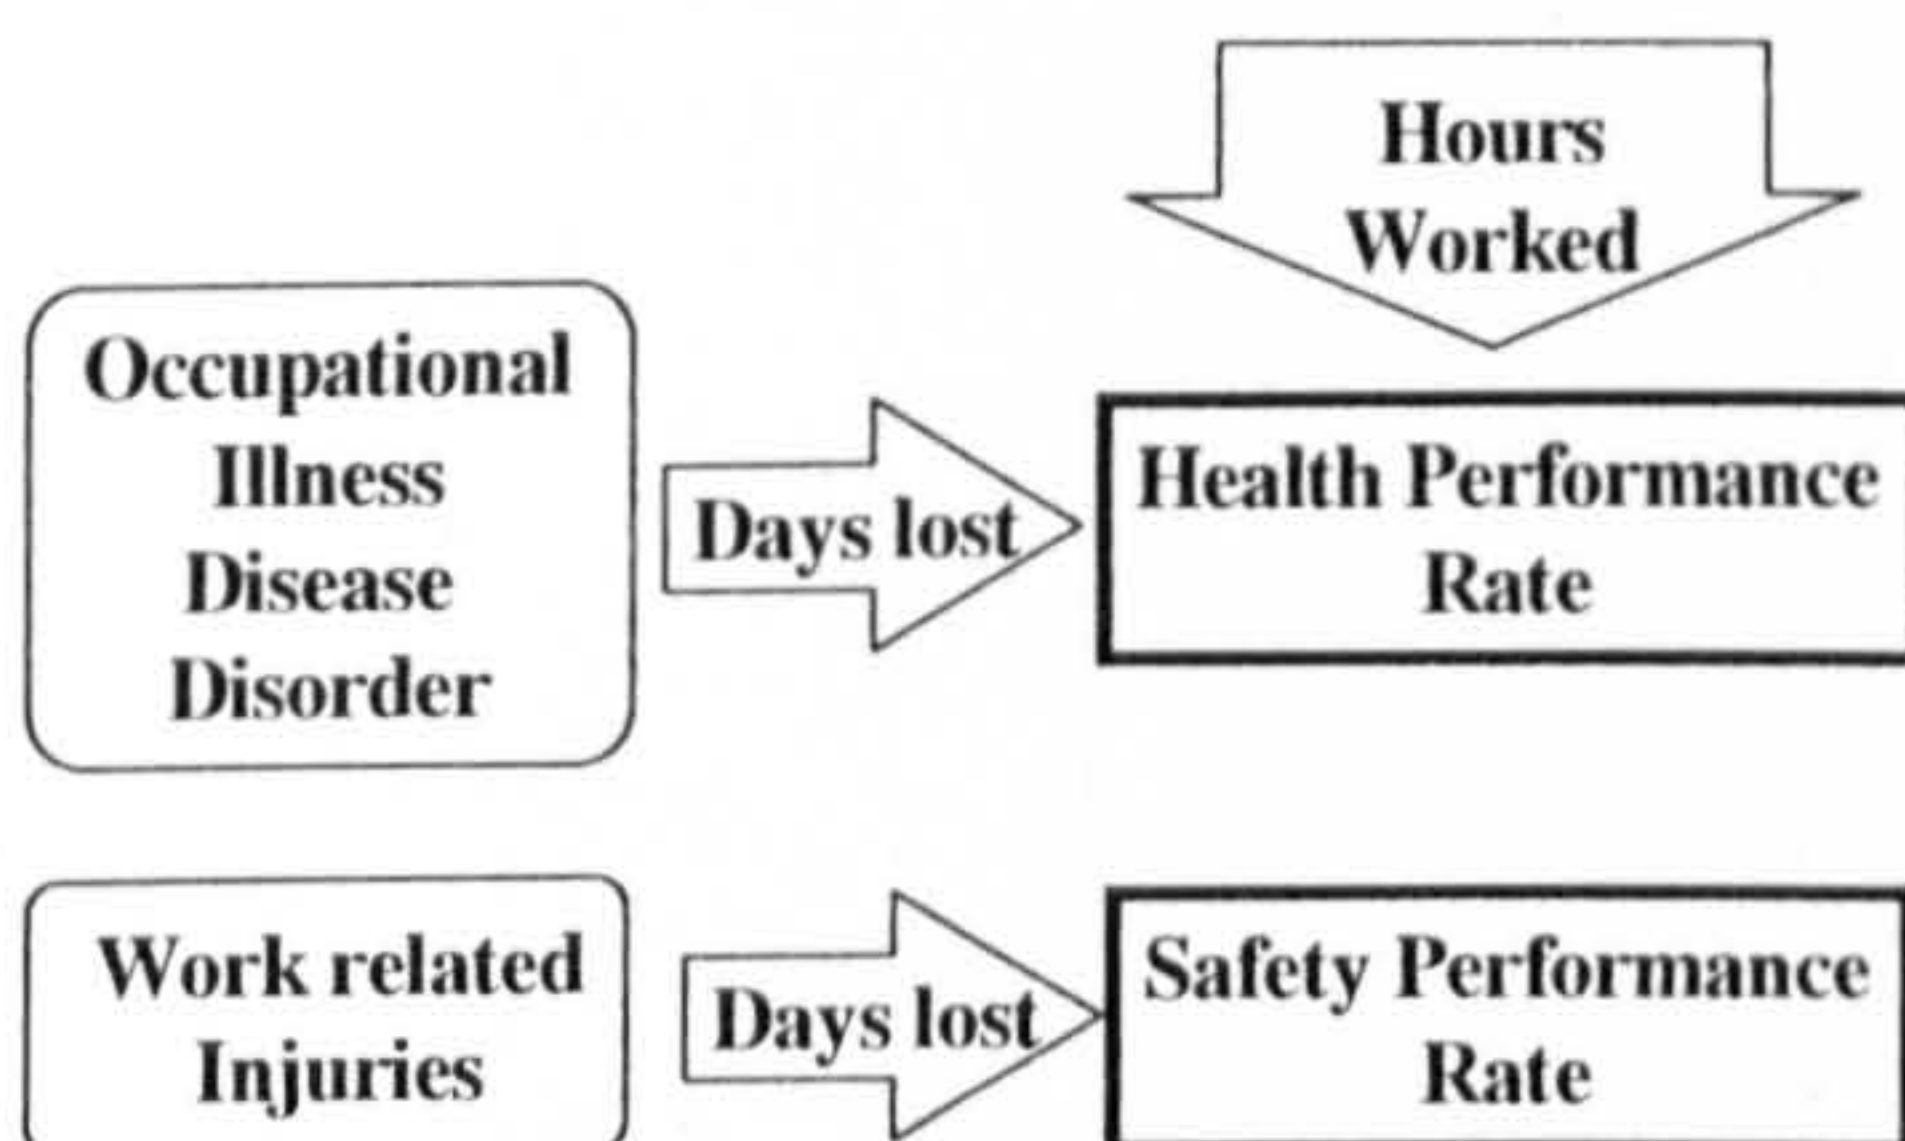 Hours
Worked
Occupational
Illness
Disease
Disorder
Days lost
Health Performance
Rate
Work related
Injuries
Days lost
Safety Performance
Rate